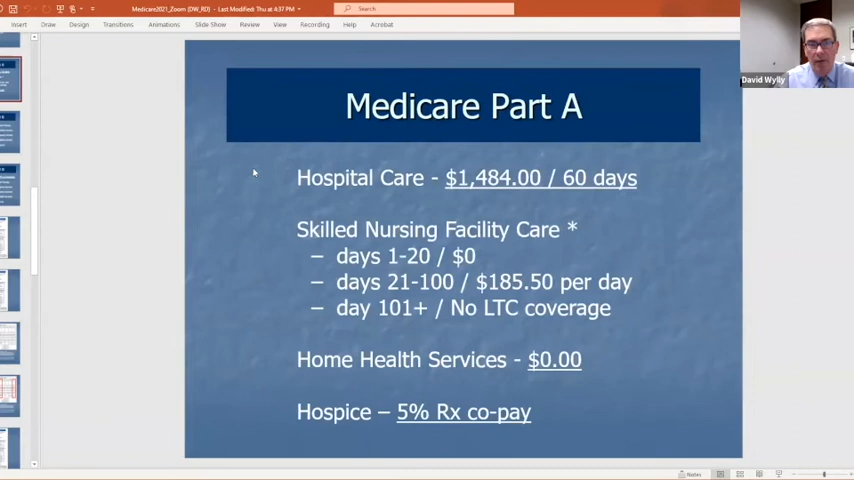 Medicare2021_Zoom (DW_RD) - Last Modified: Thu at 4:37 PM
Search
Insert Draw Design Transitions Animations Slide Show Review View Recording Help Acrobat
David Wylly
Medicare Part A
Hospital Care - $1,484.00 / 60 days
Skilled Nursing Facility Care *
– days 1-20 / $0
– days 21-100 / $185.50 per day
– day 101+ / No LTC coverage
Home Health Services - $0.00
Hospice – 5% Rx co-pay
Notes